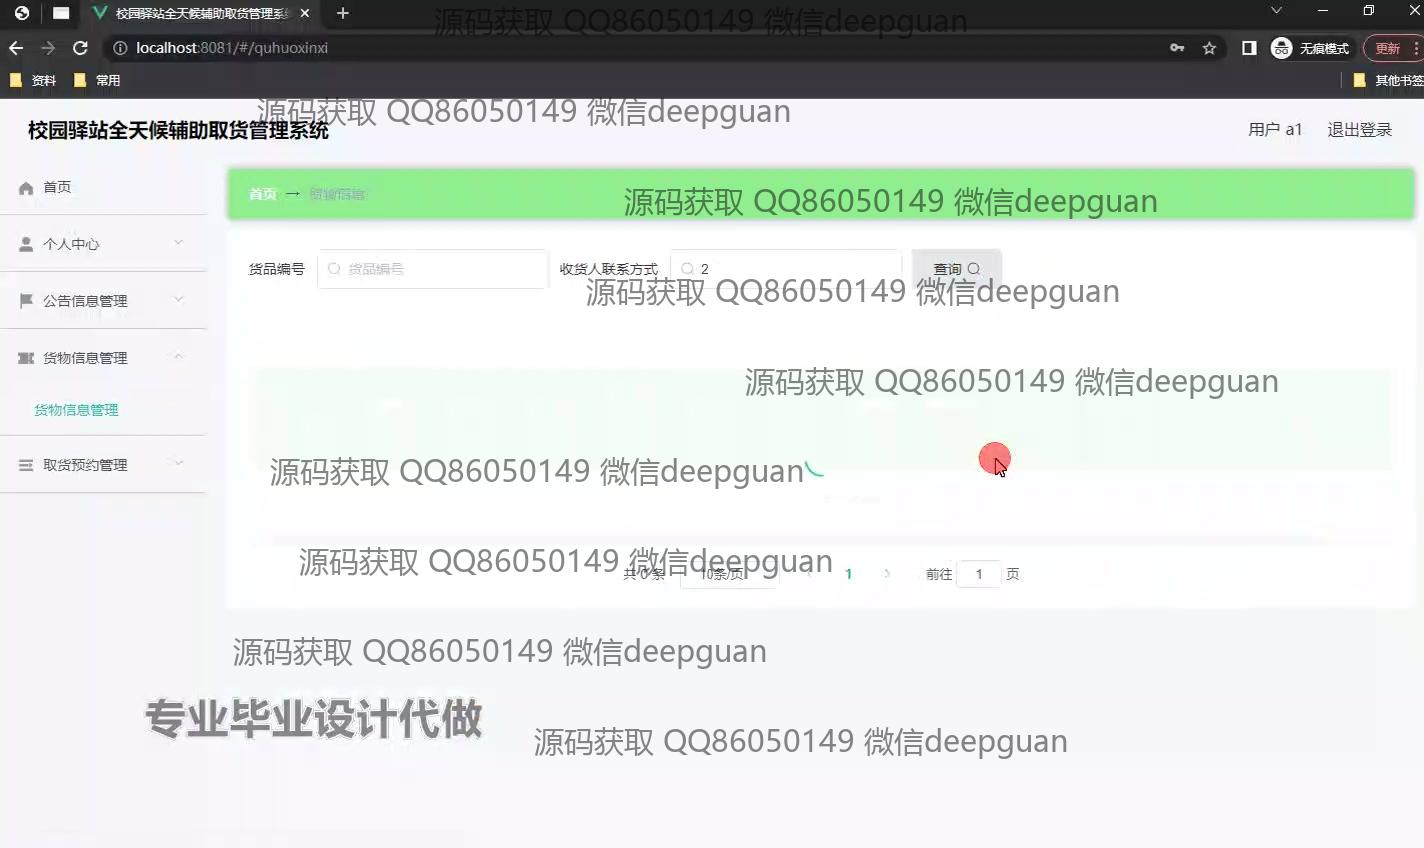 校园驿站全天候辅助取货管理系统
源码获取 QQ86050149 微信deepguan
localhost:8081/#/quhuoxinxi
无痕模式
更新
资料
常用
其他书签
源码获取 QQ86050149 微信deepguan
校园驿站全天候辅助取货管理系统
用户 a1
退出登录
首页
首页 →
源码获取 QQ86050149 微信deepguan
个人中心
货品编号
货品编号
收货人联系方式
2
查询
源码获取 QQ86050149 微信deepguan
公告信息管理
货物信息管理
源码获取 QQ86050149 微信deepguan
货物信息管理
取货预约管理
源码获取 QQ86050149 微信deepguan
源码获取 QQ86050149 微信deepguan
共 0 条
10条/页
1
前往
1
页
源码获取 QQ86050149 微信deepguan
专业毕业设计代做
源码获取 QQ86050149 微信deepguan